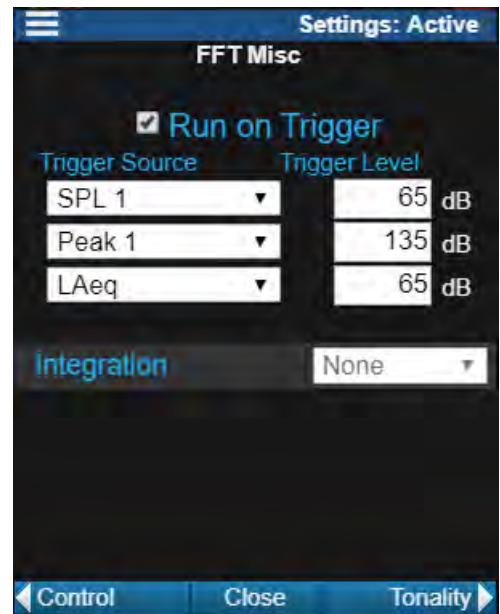 Settings: Active
FFT Misc
Run on Trigger
Trigger Source Trigger Level
SPL 1 65 dB
Peak 1 135 dB
LAeq 65 dB
Integration None
Control Close Tonality